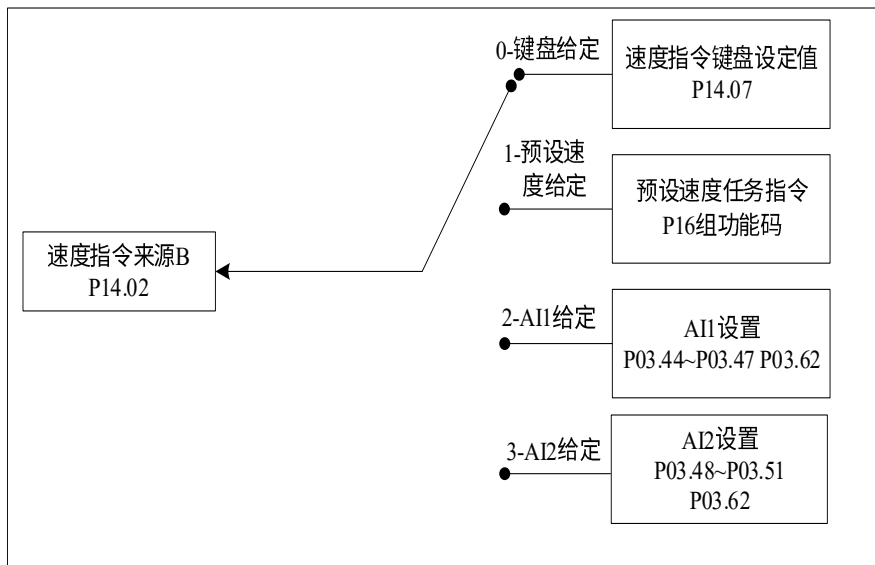 0-键盘给定
速度指令键盘设定值
P14.07
1-预设速
度给定
预设速度任务指令
P16组功能码
速度指令来源B
P14.02
2-AI1给定
AI1设置
P03.44~P03.47 P03.62
3-AI2给定
AI2设置
P03.48~P03.51
P03.62